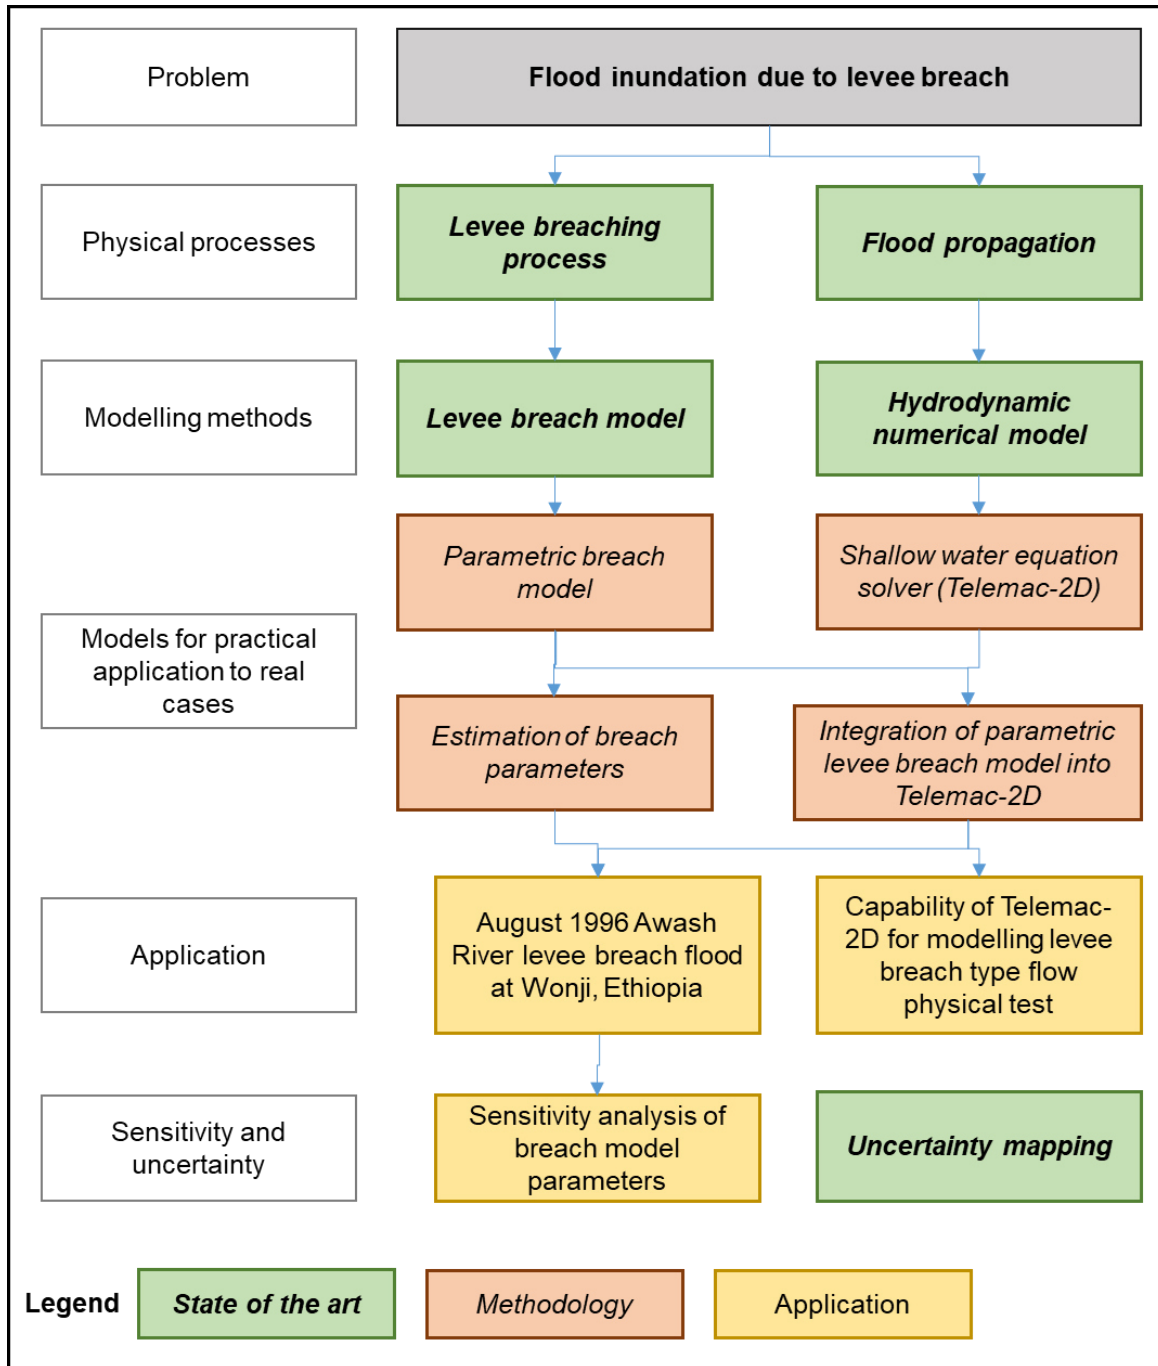 Problem
Flood inundation due to levee breach
Physical processes
Levee breaching
process
Flood propagation
Modelling methods
Levee breach model
Hydrodynamic
numerical model
Models for practical
application to real
cases
Parametric breach
model
Shallow water equation
solver (Telemac-2D)
Estimation of breach
parameters
Integration of parametric
levee breach model into
Telemac-2D
Application
August 1996 Awash
River levee breach flood
at Wonji, Ethiopia
Capability of Telemac-
2D for modelling levee
breach type flow
physical test
Sensitivity and
uncertainty
Sensitivity analysis of
breach model
parameters
Uncertainty mapping
Legend
State of the art
Methodology
Application